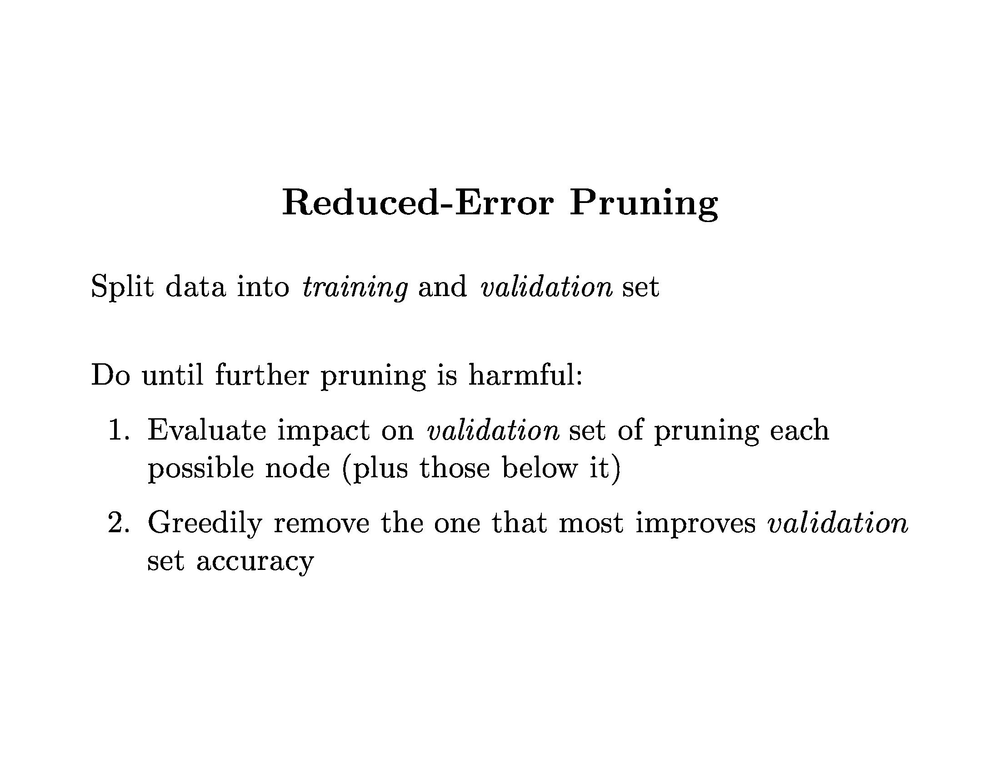 Reduced-Error Pruning
Split data into training and validation set
Do until further pruning is harmful:
1. Evaluate impact on validation set of pruning each
possible node (plus those below it)
2. Greedily remove the one that most improves validation
set accuracy